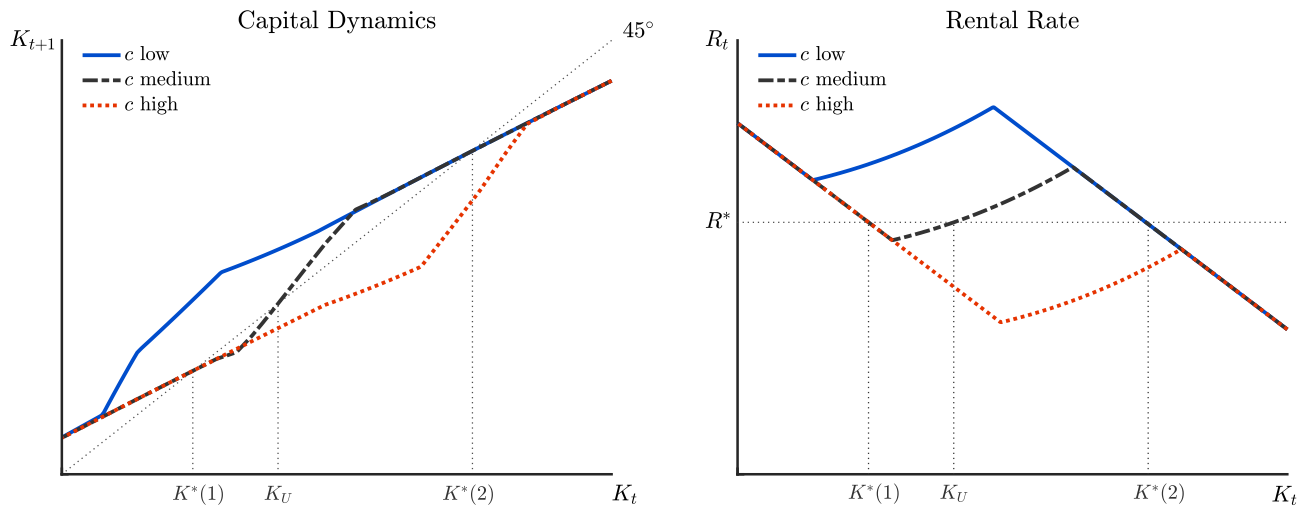 Capital Dynamics
K_{t+1}
45°
c low
c medium
c high
K*(1)
K_U
K*(2)
K_t
Rental Rate
R_t
c low
c medium
c high
R*
K*(1)
K_U
K*(2)
K_t